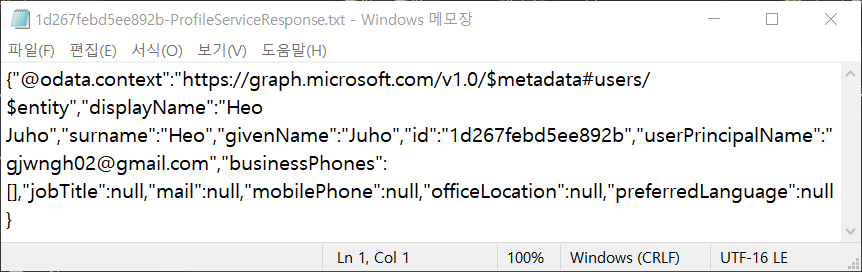 1d267febd5ee892b-ProfileServiceResponse.txt - Windows 메모장
파일(F) 편집(E) 서식(O) 보기(V) 도움말(H)
{"@odata.context":"https://graph.microsoft.com/v1.0/$metadata#users/
$entity","displayName":"Heo
Juho","surname":"Heo","givenName":"Juho","id":"1d267febd5ee892b","userPrincipalName":"
gjwngh02@gmail.com","businessPhones":
[],"jobTitle":null,"mail":null,"mobilePhone":null,"officeLocation":null,"preferredLanguage":null
}
Ln 1, Col 1 100% Windows (CRLF) UTF-16 LE